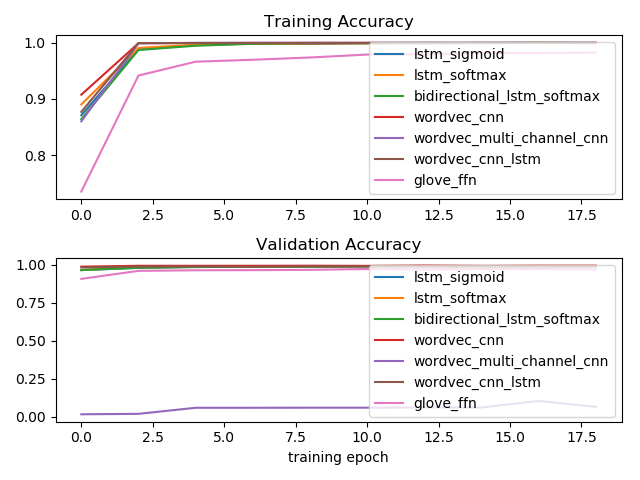 Training Accuracy
1.0
0.9
0.8
lstm_sigmoid
lstm_softmax
bidirectional_lstm_softmax
wordvec_cnn
wordvec_multi_channel_cnn
wordvec_cnn_lstm
glove_ffn
0.0 2.5 5.0 7.5 10.0 12.5 15.0 17.5
Validation Accuracy
1.00
0.75
0.50
0.25
0.00
lstm_sigmoid
lstm_softmax
bidirectional_lstm_softmax
wordvec_cnn
wordvec_multi_channel_cnn
wordvec_cnn_lstm
glove_ffn
0.0 2.5 5.0 7.5 10.0 12.5 15.0 17.5
training epoch